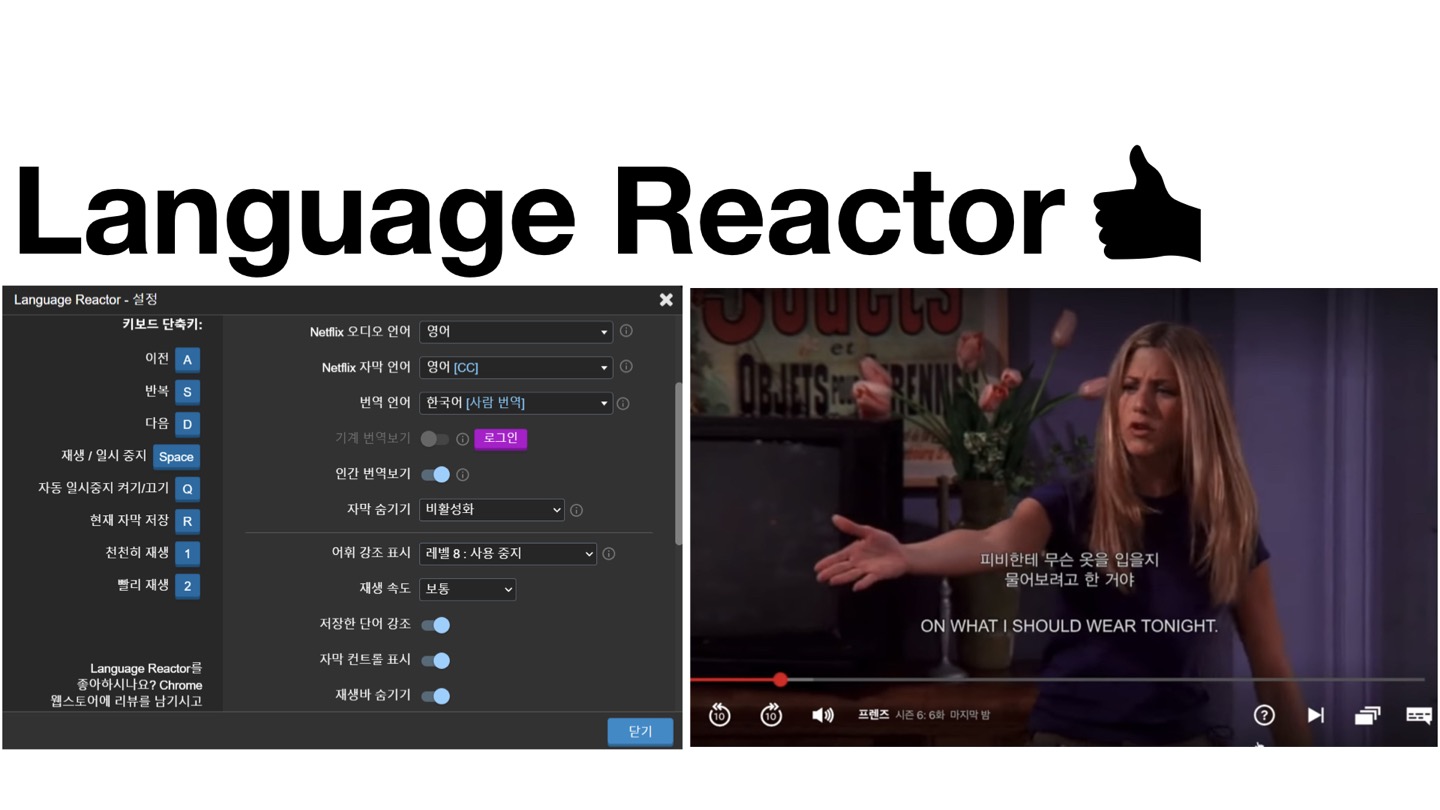 Language Reactor
Language Reactor - 설정
키보드 단축키:
이전 A
반복 S
다음 D
재생 / 일시 중지 Space
자동 일시중지 켜기/끄기 Q
현재 자막 저장 R
천천히 재생 1
빨리 재생 2
Language Reactor를
좋아하시나요? Chrome
웹스토어에 리뷰를 남기시고
Netflix 오디오 언어 영어
Netflix 자막 언어 영어 [CC]
번역 언어 한국어 [사람 번역]
기계 번역보기 로그인
인간 번역보기
자막 숨기기 비활성화
어휘 강조 표시 레벨 8 : 사용 중지
재생 속도 보통
저장한 단어 강조
자막 컨트롤 표시
재생바 숨기기
닫기
et
피비한테 무슨 옷을 입을지
물어보려고 한 거야
ON WHAT I SHOULD WEAR TONIGHT.
10 10 프렌즈 시즌 6: 6화 마지막 밤 ?